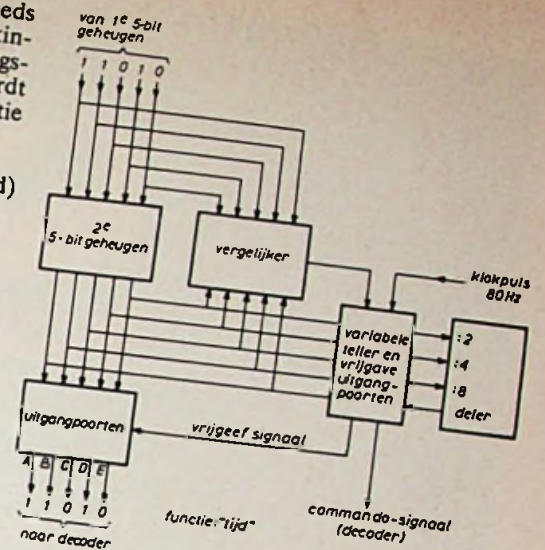 eds
tin-
gs-
rdt
tie
d)
van 1e 5-bit
geheugen
1 1 0 1 0
2e
5-bit geheugen
vergelijker
klokpuls
80Hz
variabele
teller en
vrijgave
uitgang-
poorten
:2
:4
:8
deler
uitgangpoorten
vrijgeef signaal
A B C D E
1 1 0 1 0
naar decoder
functie:"tijd"
commando-signaal
(decoder)